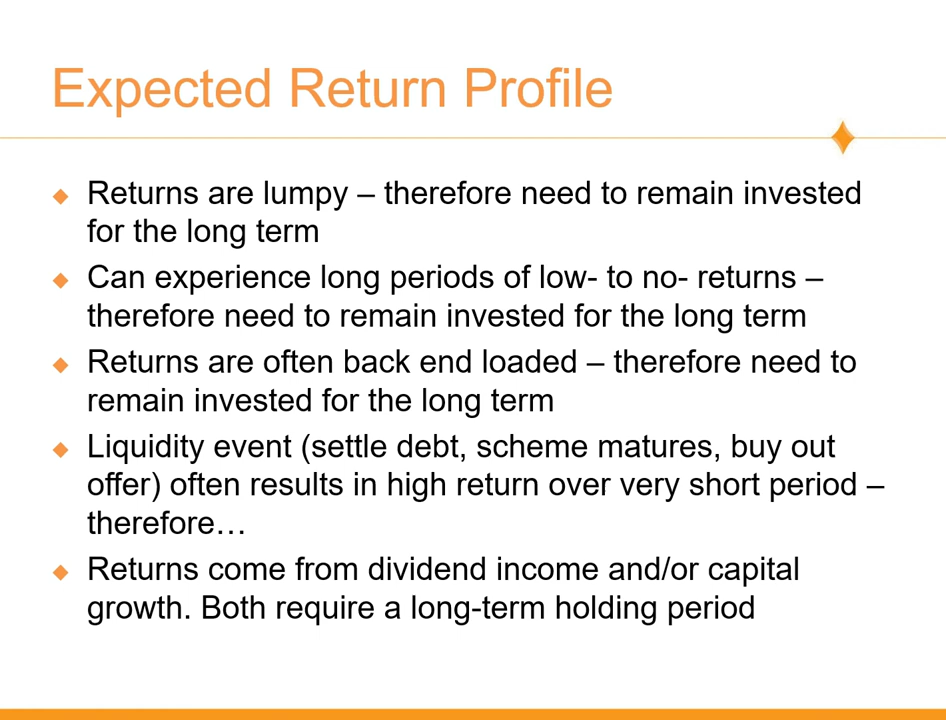 Expected Return Profile
Returns are lumpy – therefore need to remain invested
for the long term
Can experience long periods of low- to no- returns –
therefore need to remain invested for the long term
Returns are often back end loaded – therefore need to
remain invested for the long term
Liquidity event (settle debt, scheme matures, buy out
offer) often results in high return over very short period –
therefore…
Returns come from dividend income and/or capital
growth. Both require a long-term holding period